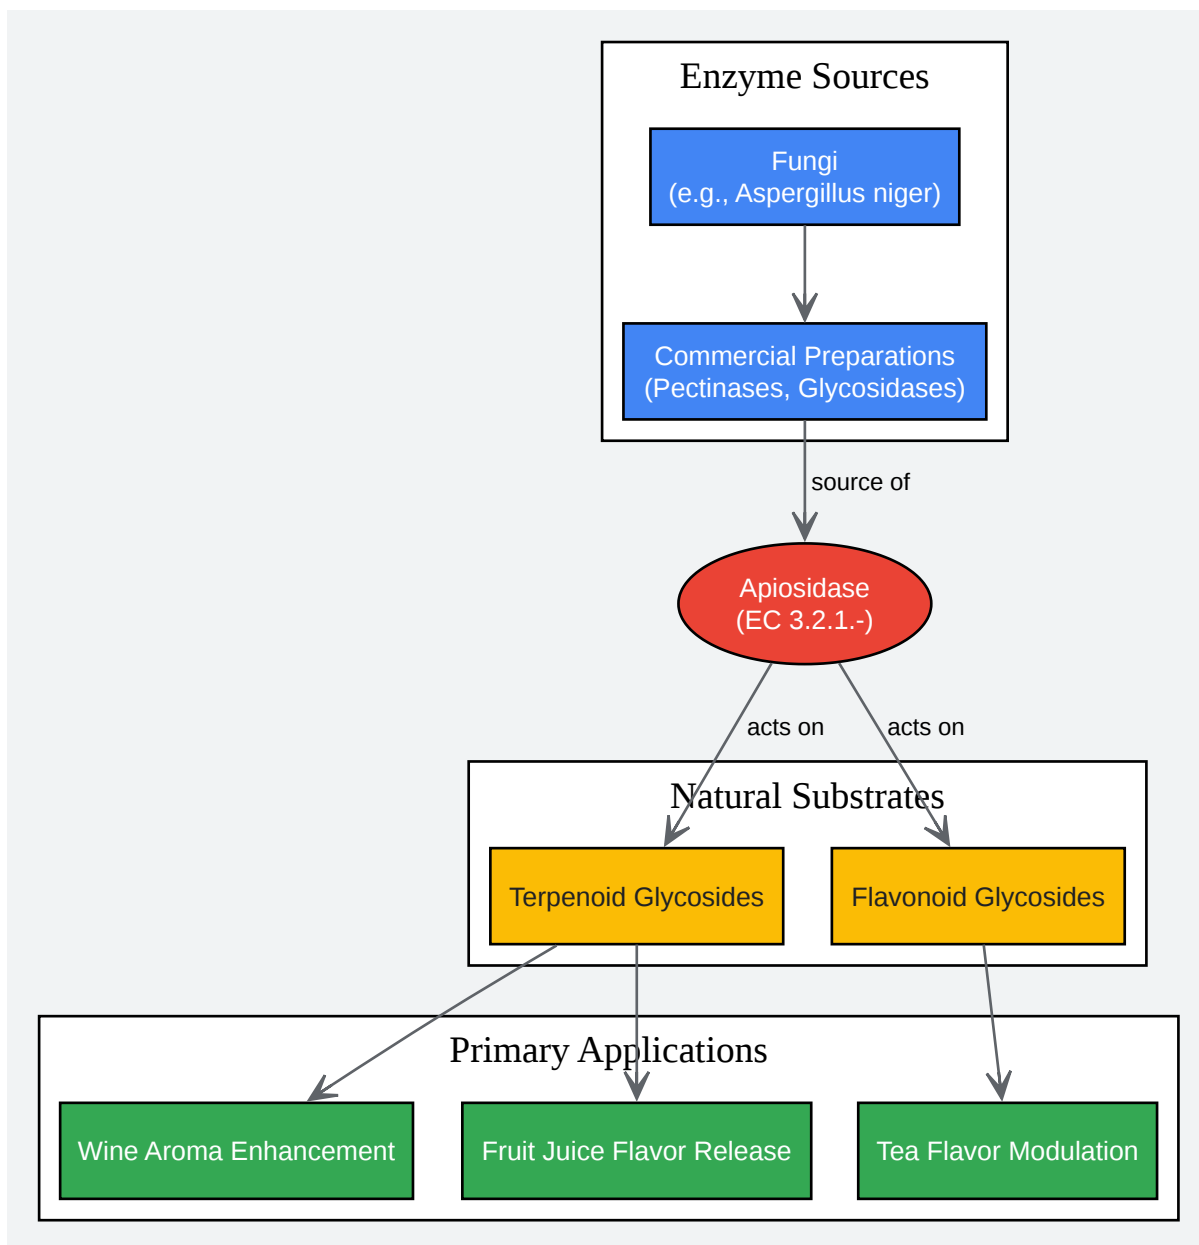 Enzyme Sources
Fungi
(e.g., Aspergillus niger)
Commercial Preparations
(Pectinases, Glycosidases)
source of
Apiosidase
(EC 3.2.1.-)
acts on
acts on
Natural Substrates
Terpenoid Glycosides
Flavonoid Glycosides
Primary Applications
Wine Aroma Enhancement
Fruit Juice Flavor Release
Tea Flavor Modulation